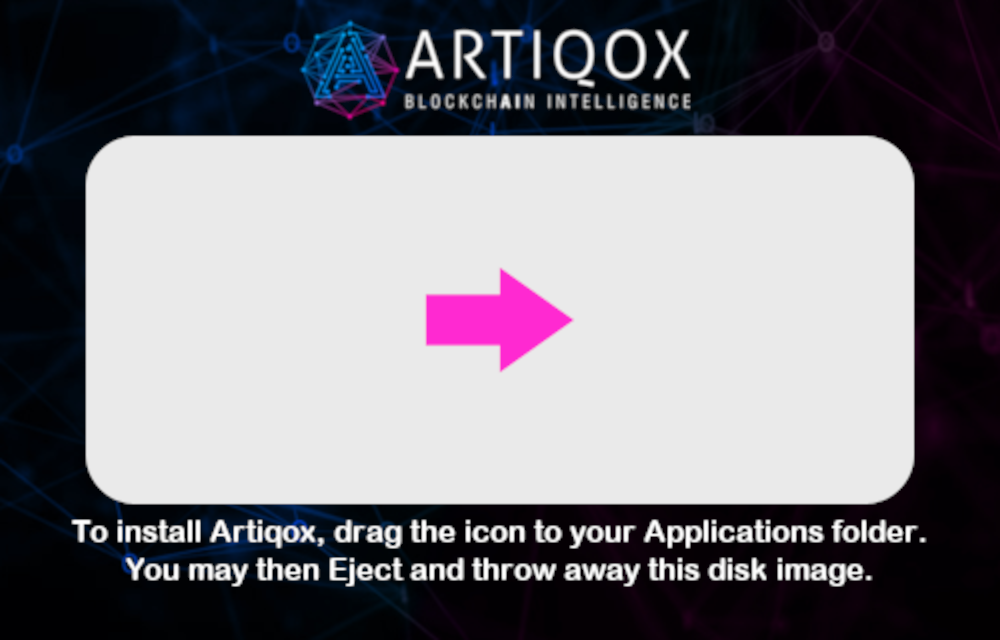 ARTIQOX
BLOCKCHAIN INTELLIGENCE
To install Artiqox, drag the icon to your Applications folder.
You may then Eject and throw away this disk image.